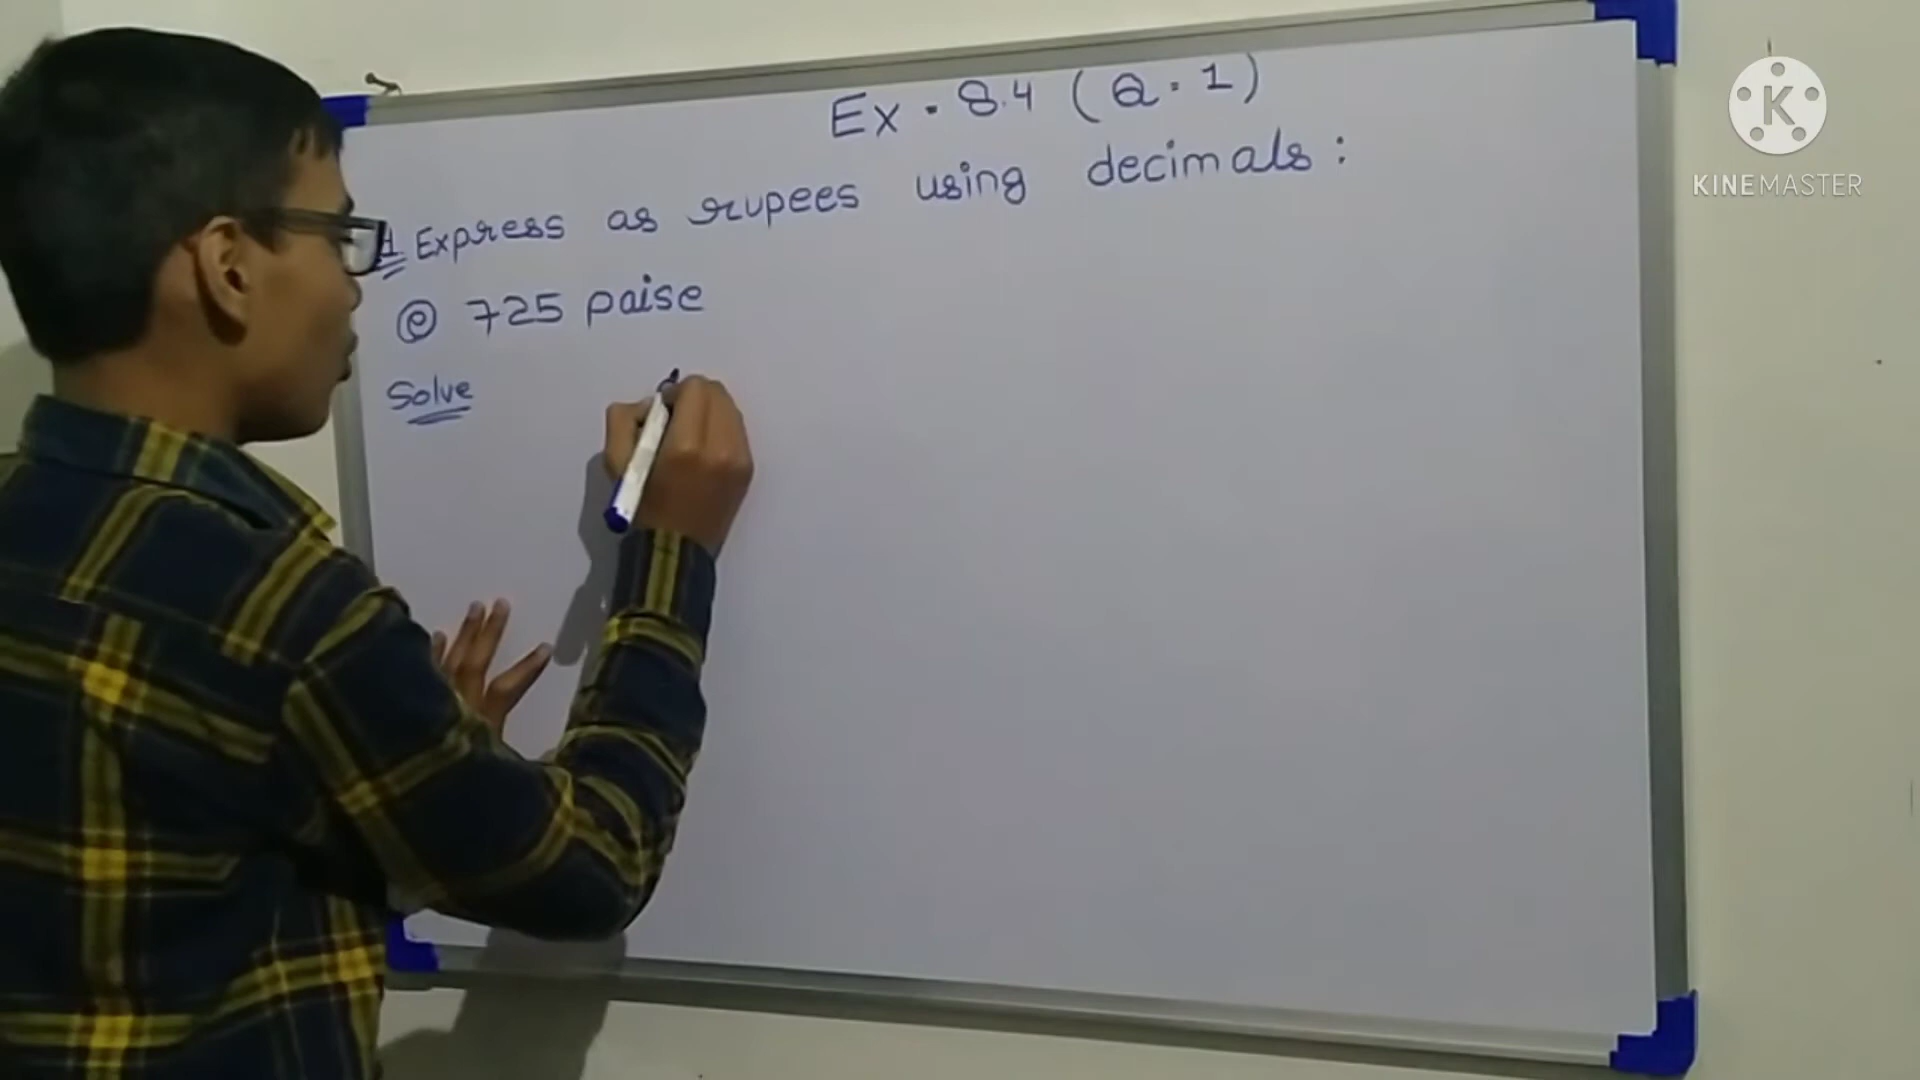 Ex. 8.4 (Q. 1)
1 Express as rupees using decimals:
(e) 725 paise
Solve
K
KINEMASTER